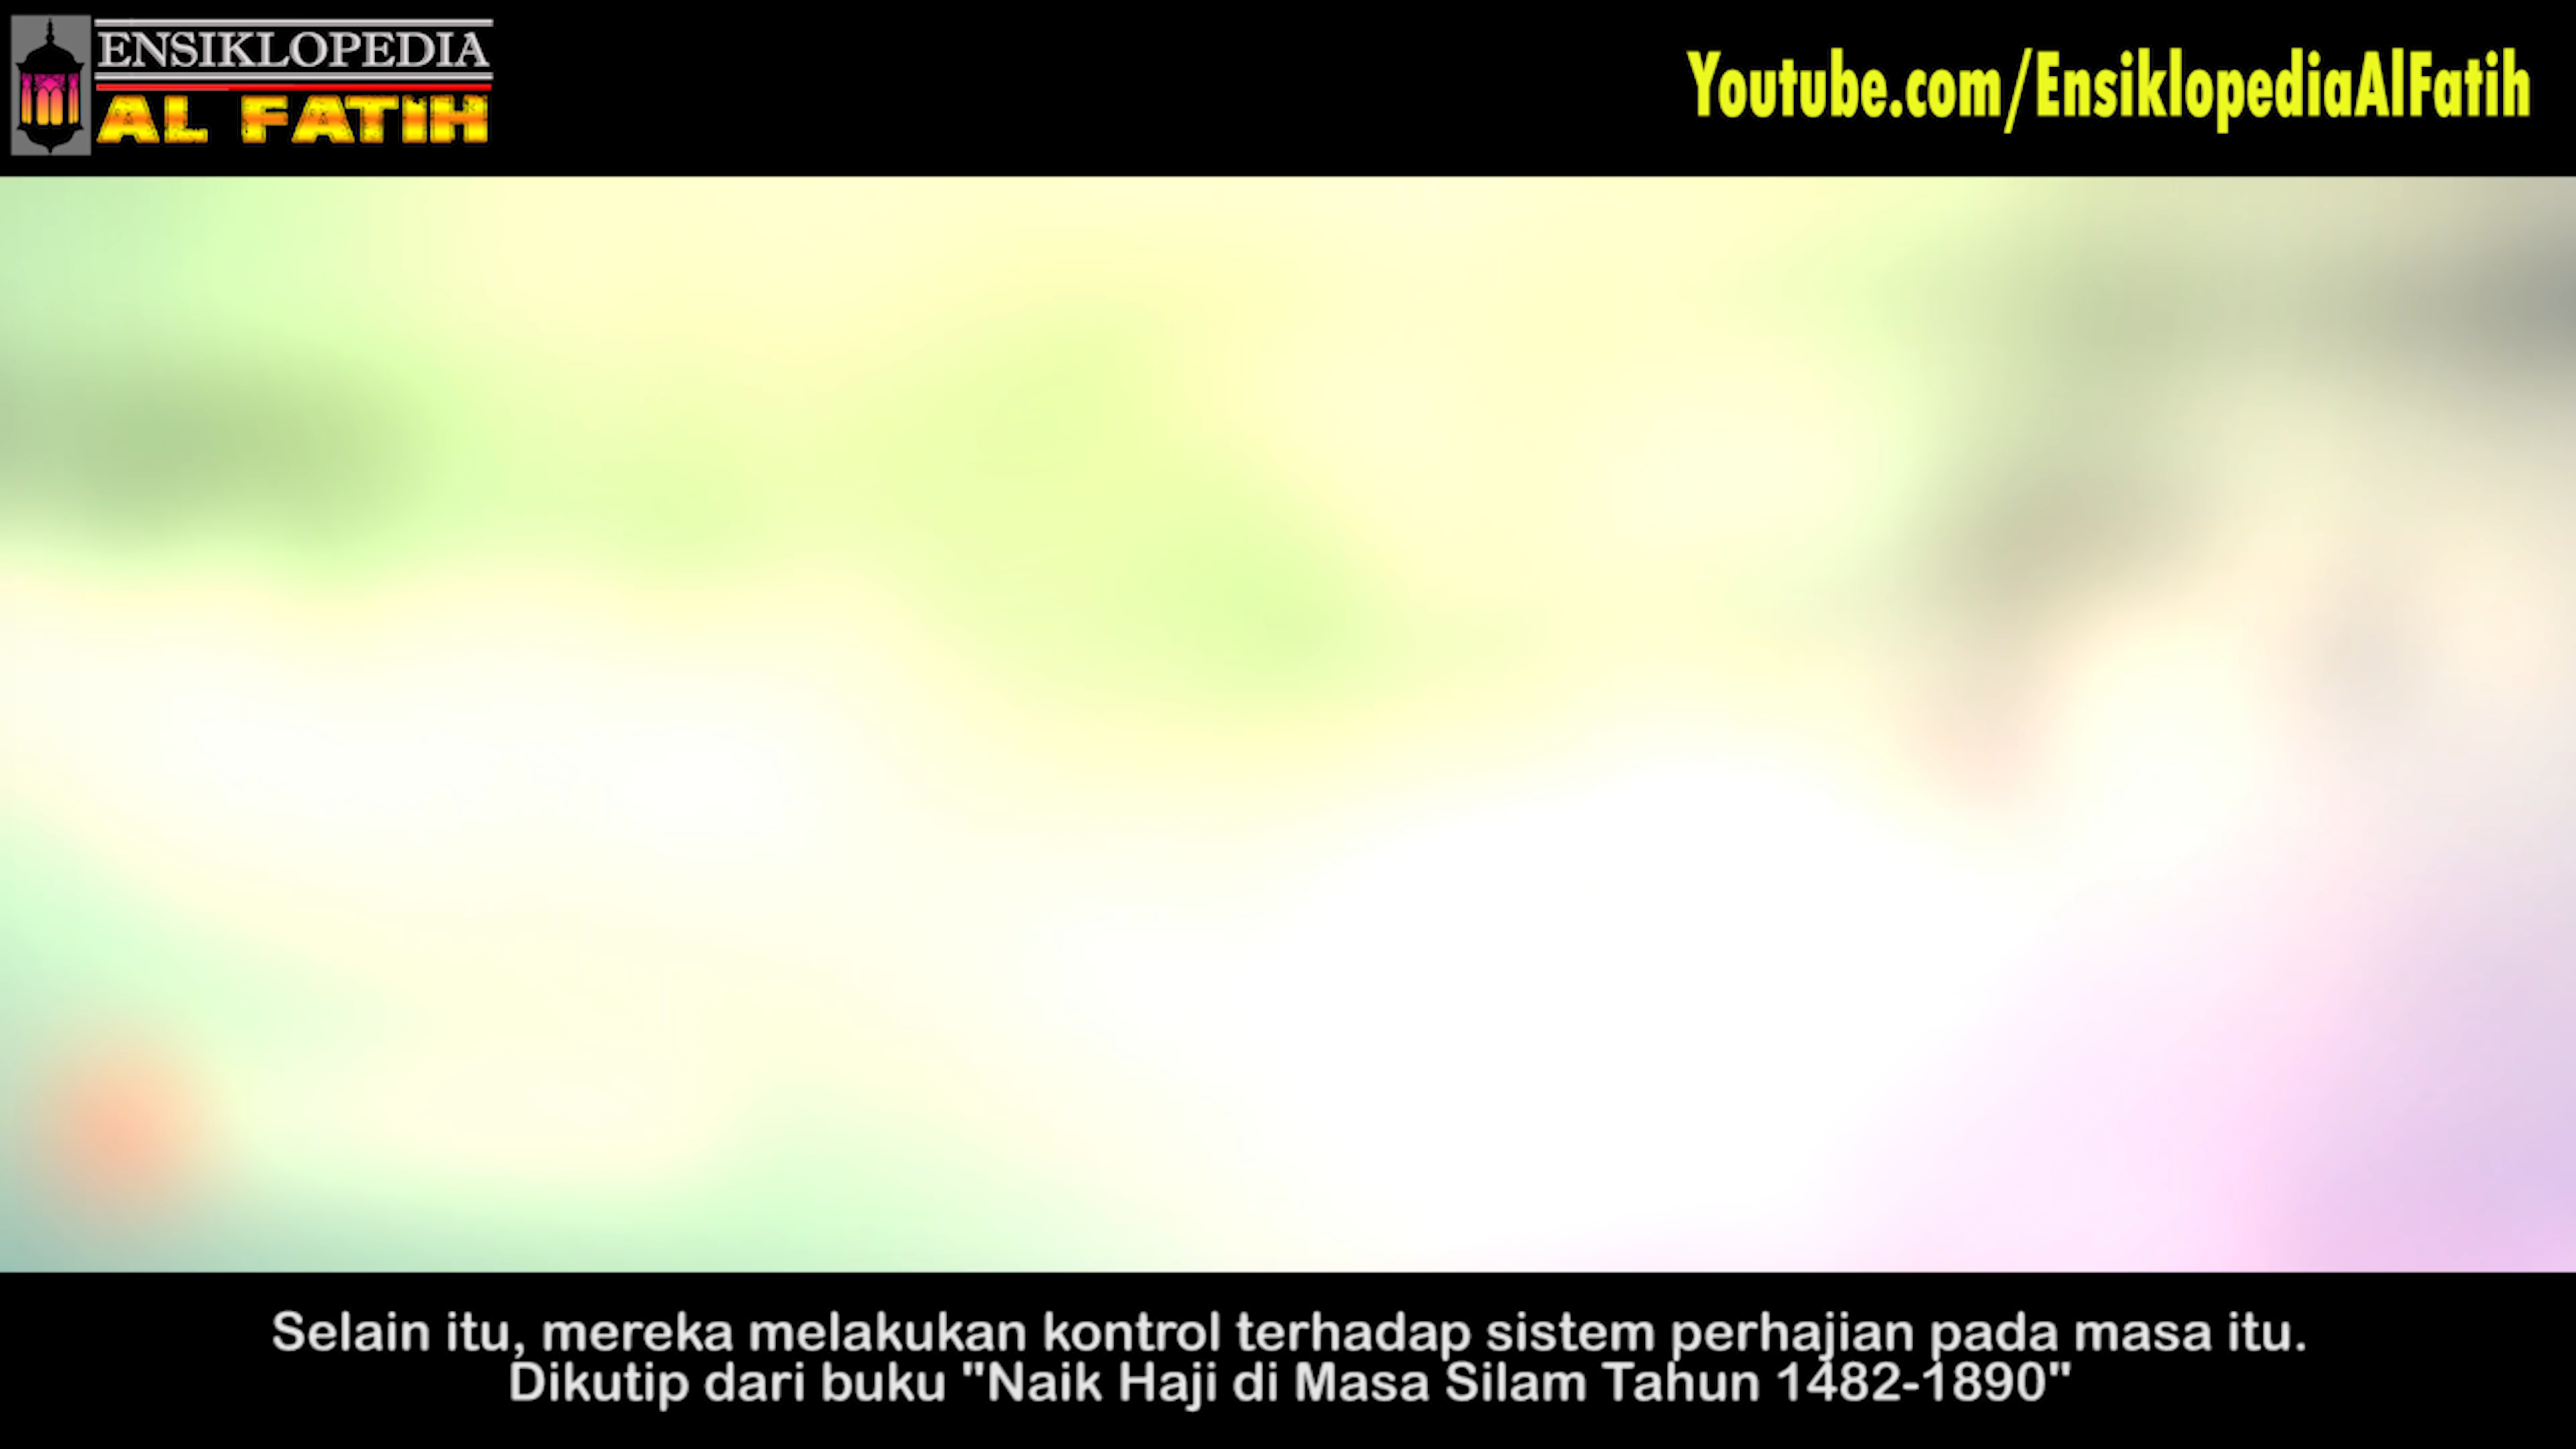 ENSIKLOPEDIA
AL FATIH
Youtube.com/EnsiklopediaAlFatih
Selain itu, mereka melakukan kontrol terhadap sistem perhajian pada masa itu.
Dikutip dari buku "Naik Haji di Masa Silam Tahun 1482-1890"